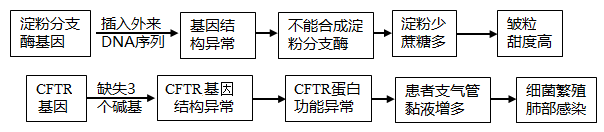 淀粉分支
酶基因
插入外来
DNA序列
基因结
构异常
不能合成淀
粉分支酶
淀粉少
蔗糖多
皱粒
甜度高
CFTR
基因
缺失3
个碱基
CFTR基因
结构异常
CFTR蛋白
功能异常
患者支气管
黏液增多
细菌繁殖
肺部感染